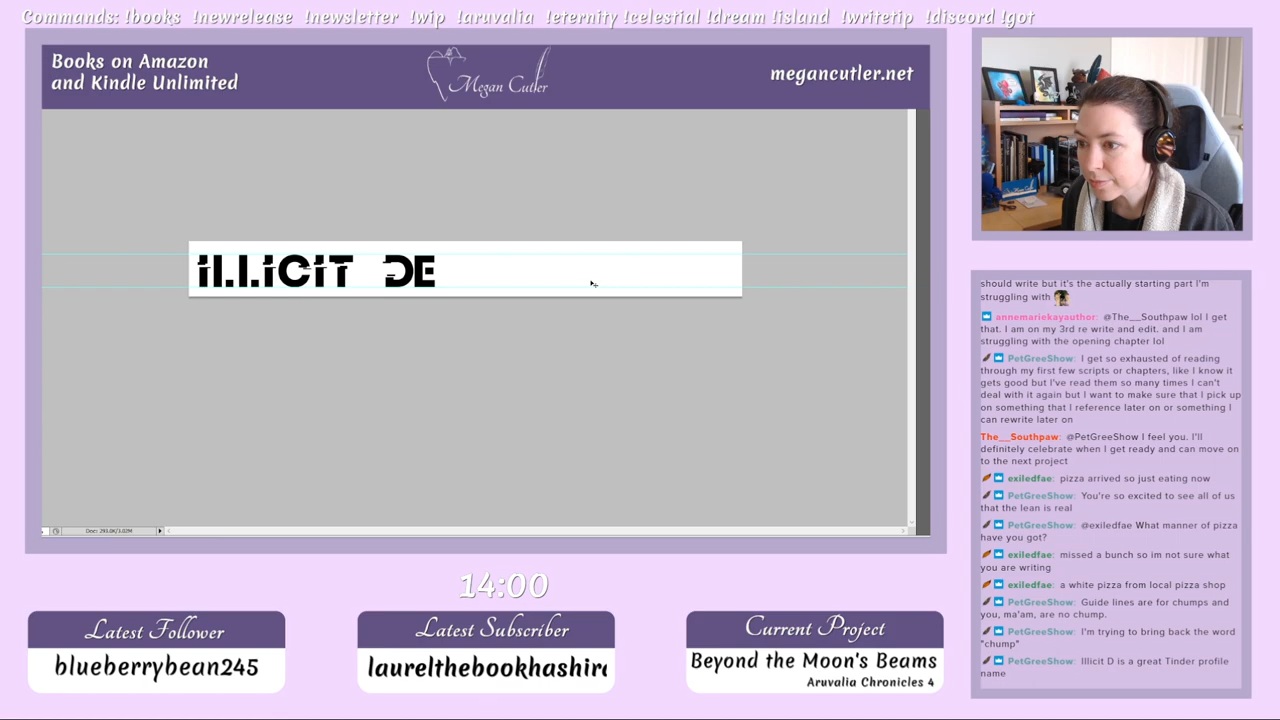 Commands: !books !newrelease !newsletter !wip !aruvalia !eternity !celestial !dream !island !writetip !discord !got
Books on Amazon
and Kindle Unlimited
Megan Cutler
megancutler.net
ILLICIT DE
Doc: 293.0K/3.02M
should write but it's the actually starting part I'm
struggling with
annemariekayauthor: @The__Southpaw lol I get
that. I am on my 3rd re write and edit. and I am
struggling with the opening chapter lol
PetGreeShow: I get so exhausted of reading
through my first few scripts or chapters, like I know it
gets good but I've read them so many times I can't
deal with it again but I want to make sure that I pick up
on something that I reference later on or something I
can rewrite later on
The__Southpaw: @PetGreeShow I feel you. I'll
definitely celebrate when I get ready and can move on
to the next project
exiledfae: pizza arrived so just eating now
PetGreeShow: You're so excited to see all of us
that the lean is real
PetGreeShow: @exiledfae What manner of pizza
have you got?
exiledfae: missed a bunch so im not sure what
you are writing
exiledfae: a white pizza from local pizza shop
PetGreeShow: Guide lines are for chumps and
you, ma'am, are no chump.
PetGreeShow: I'm trying to bring back the word
"chump"
PetGreeShow: Illicit D is a great Tinder profile
name
14:00
Latest Follower
blueberrybean245
Latest Subscriber
laurelthebookhashira
Current Project
Beyond the Moon's Beams
Aruvalia Chronicles 4